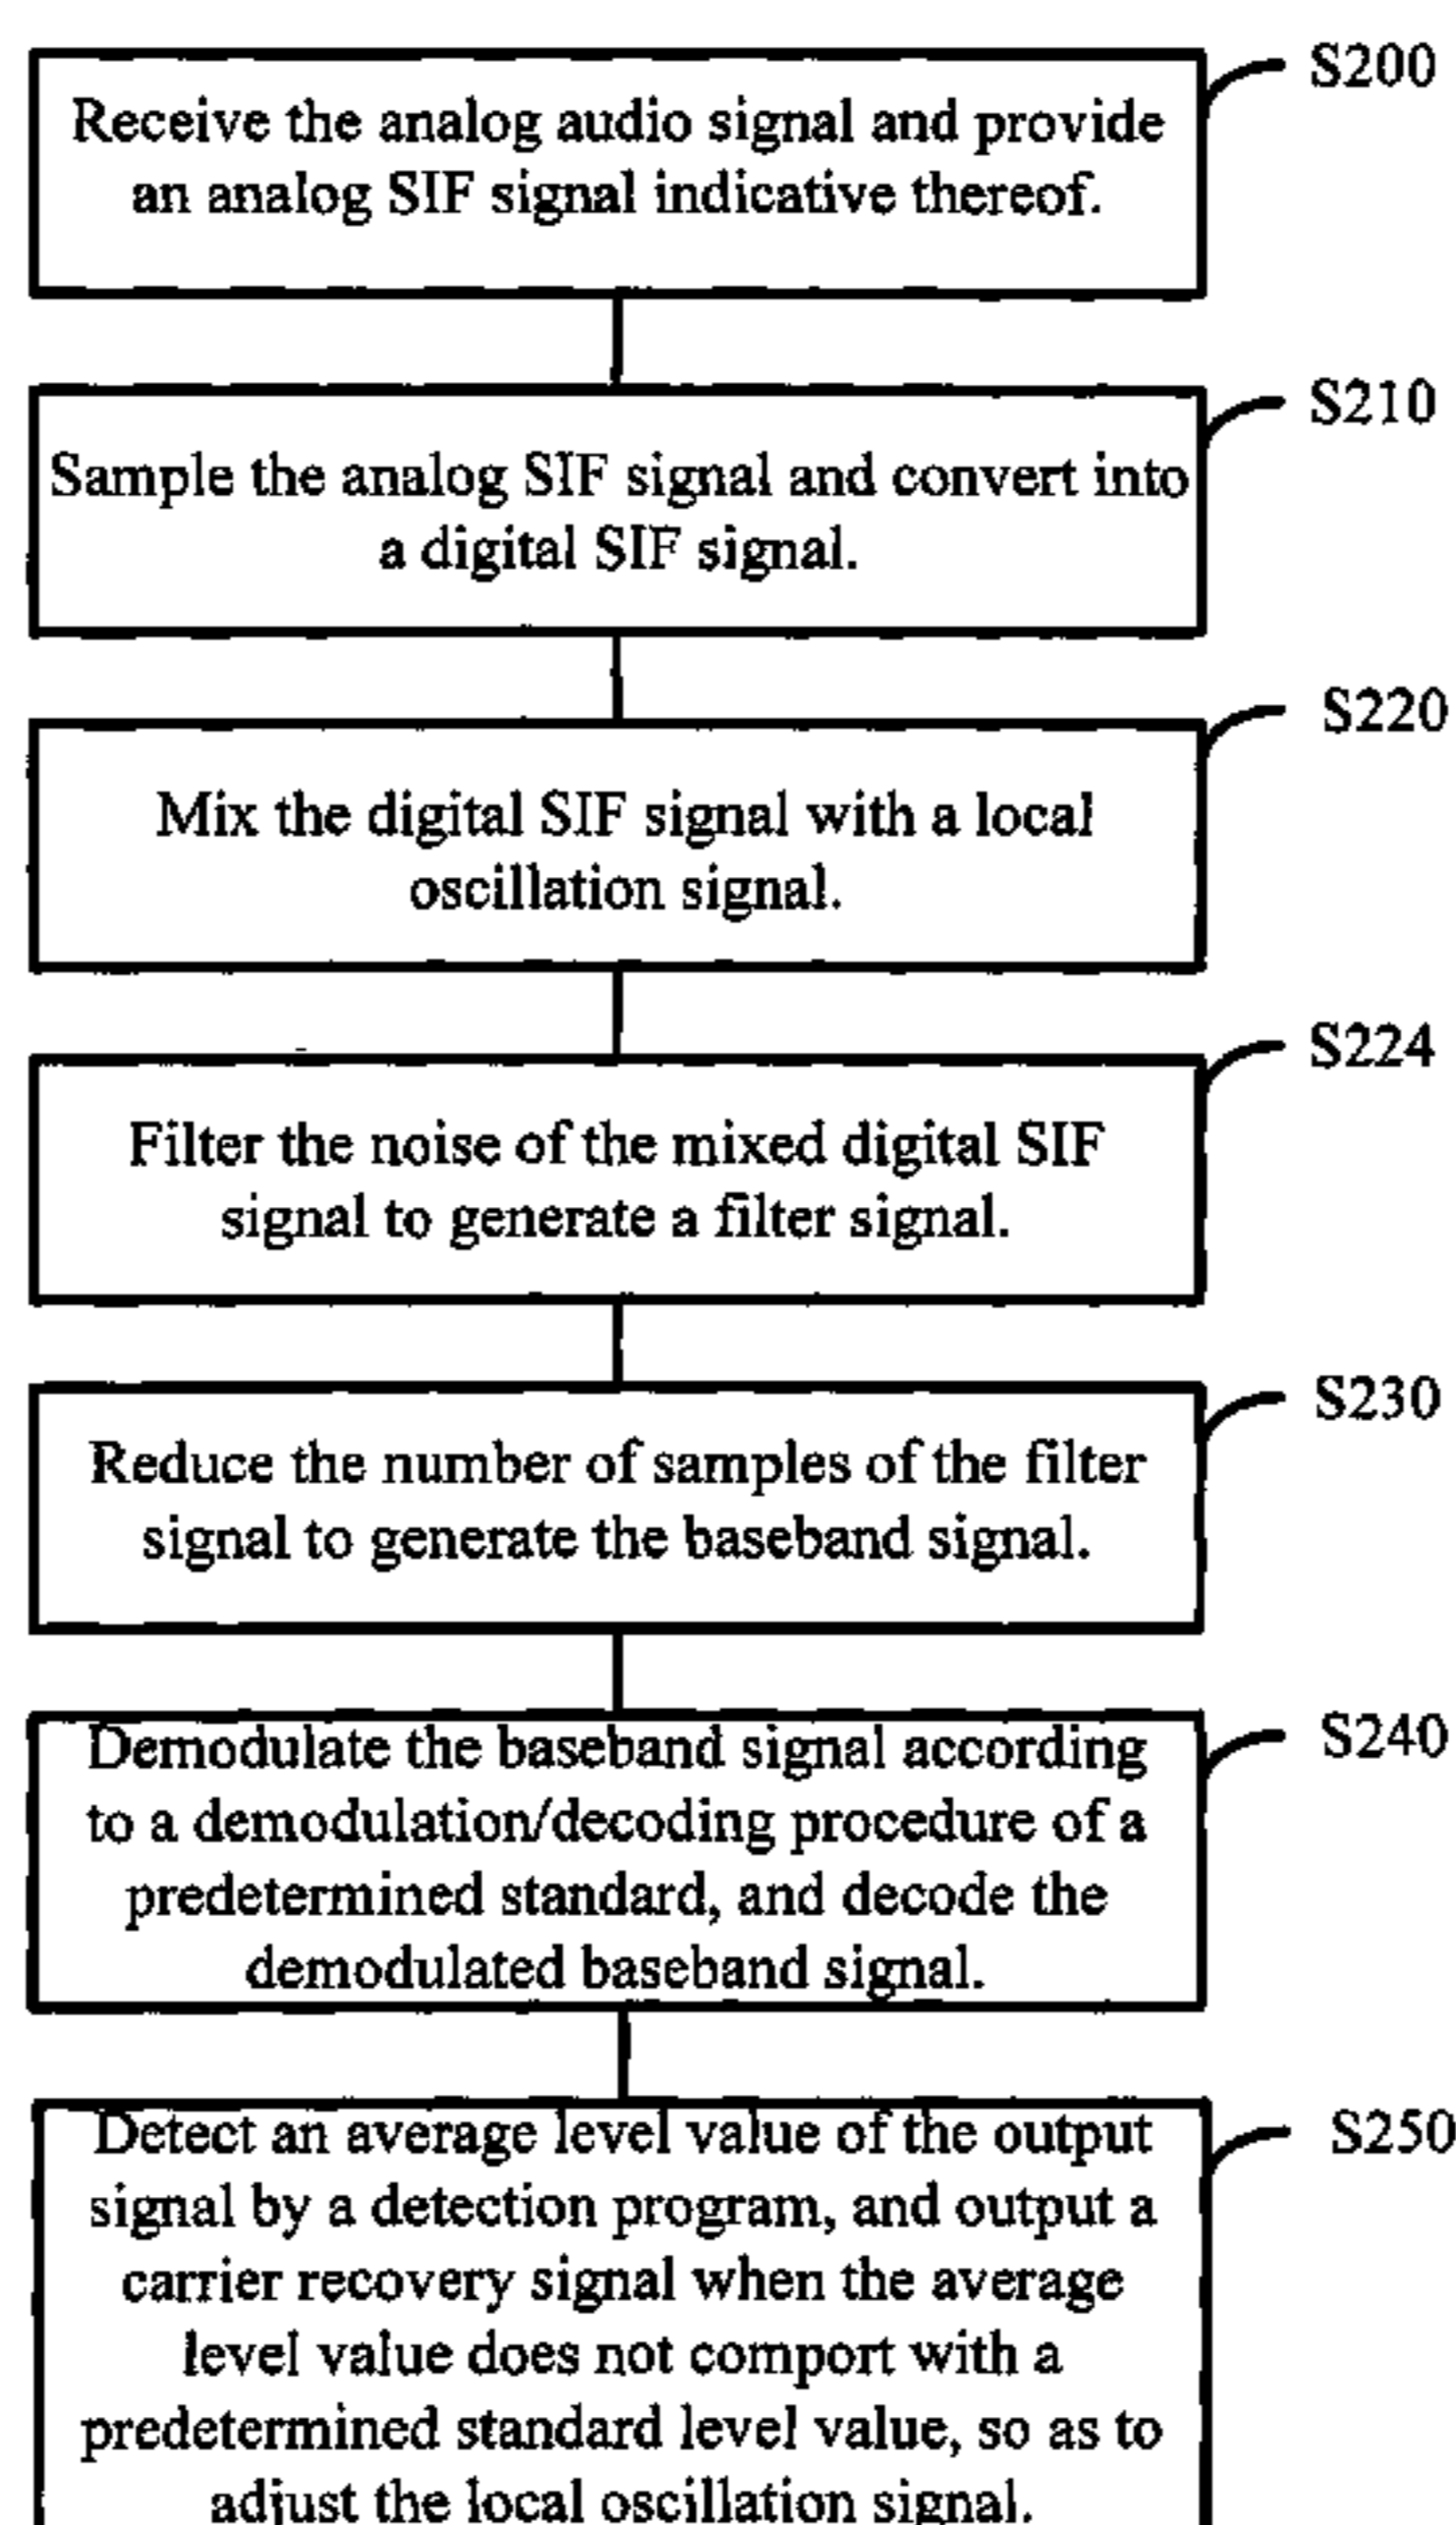 S200
Receive the analog audio signal and provide
an analog SIF signal indicative thereof.
S210
Sample the analog SIF signal and convert into
a digital SIF signal.
S220
Mix the digital SIF signal with a local
oscillation signal.
S224
Filter the noise of the mixed digital SIF
signal to generate a filter signal.
S230
Reduce the number of samples of the filter
signal to generate the baseband signal.
S240
Demodulate the baseband signal according
to a demodulation/decoding procedure of a
predetermined standard, and decode the
demodulated baseband signal.
S250
Detect an average level value of the output
signal by a detection program, and output a
carrier recovery signal when the average
level value does not comport with a
predetermined standard level value, so as to
adjust the local oscillation signal.